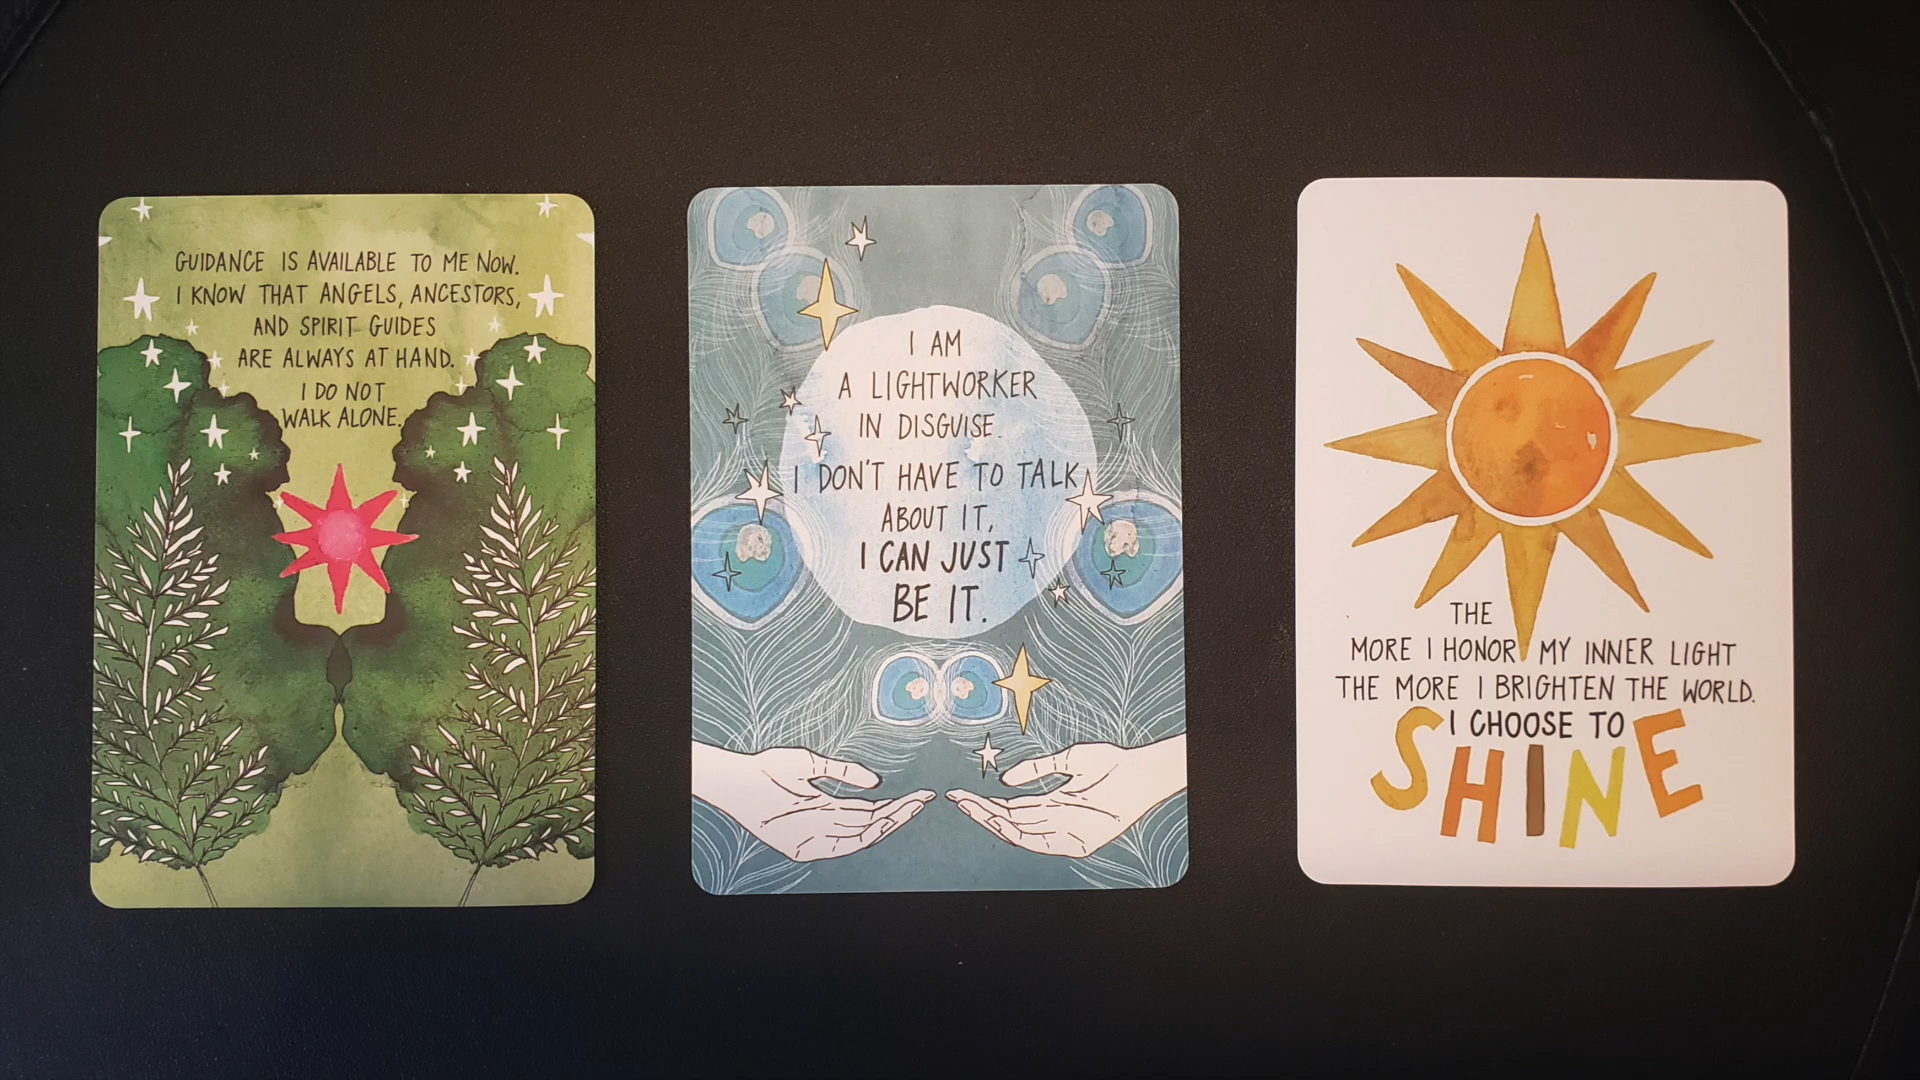 GUIDANCE IS AVAILABLE TO ME NOW.
I KNOW THAT ANGELS, ANCESTORS,
AND SPIRIT GUIDES
ARE ALWAYS AT HAND.
I DO NOT
WALK ALONE.
I AM
A LIGHTWORKER
IN DISGUISE.
I DON'T HAVE TO TALK
ABOUT IT,
I CAN JUST
BE IT.
THE
MORE I HONOR MY INNER LIGHT
THE MORE I BRIGHTEN THE WORLD.
I CHOOSE TO
SHINE